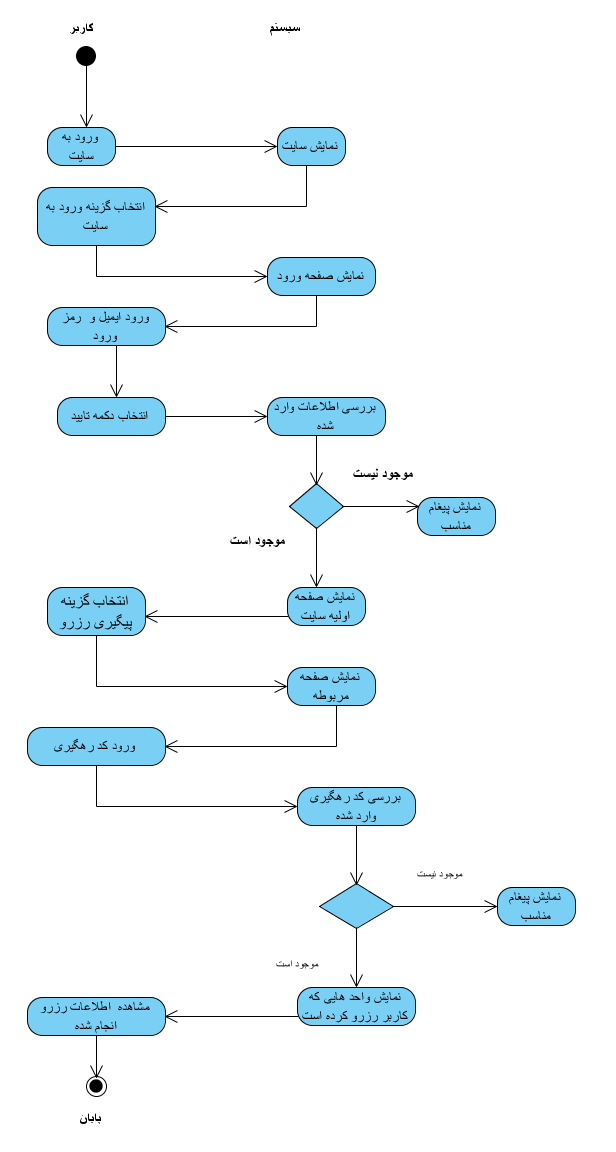 کاربر
سیستم
ورود به
سایت
نمایش سایت
انتخاب گزینه ورود به
سایت
نمایش صفحه ورود
ورود ایمیل و رمز
ورود
انتخاب دکمه تایید
بررسی اطلاعات وارد
شده
موجود نیست
نمایش پیغام
مناسب
موجود است
نمایش صفحه
اولیه سایت
انتخاب گزینه
پیگیری رزرو
نمایش صفحه
مربوطه
ورود کد رهگیری
بررسی کد رهگیری
وارد شده
موجود نیست
نمایش پیغام
مناسب
موجود است
نمایش واحد هایی که
کاربر رزرو کرده است
مشاهده اطلاعات رزرو
انجام شده
پایان